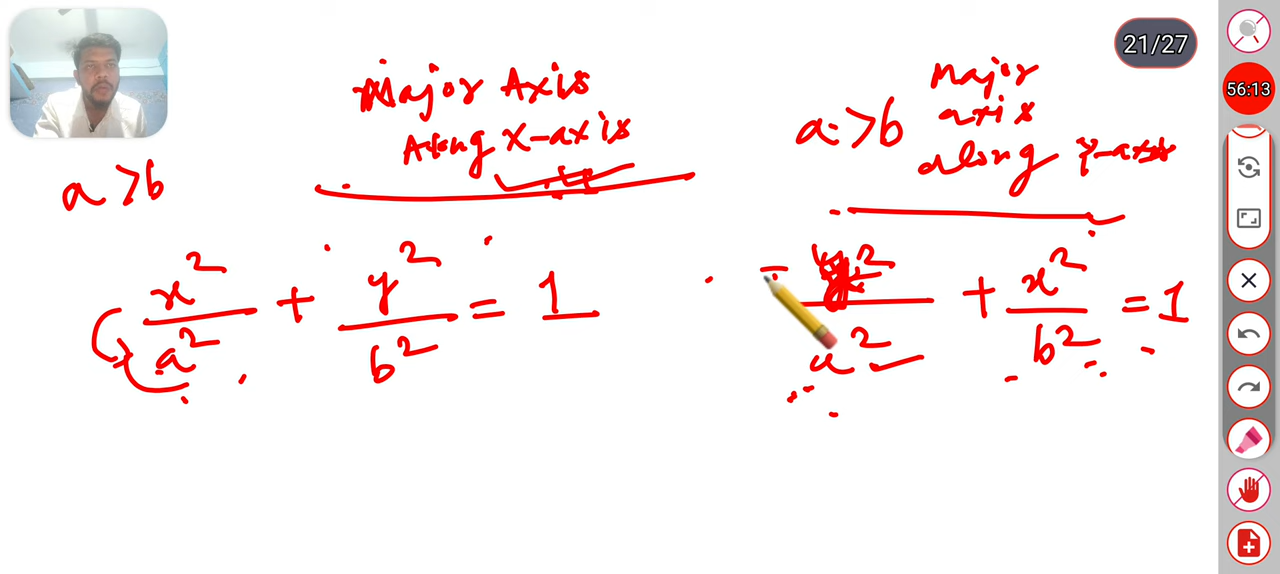 21/27
56:13
Major Axis
Along x-axis
a > b
a > b
Major
axis
along Y-axis
x²/a² + y²/b² = 1
y²/a² + x²/b² = 1